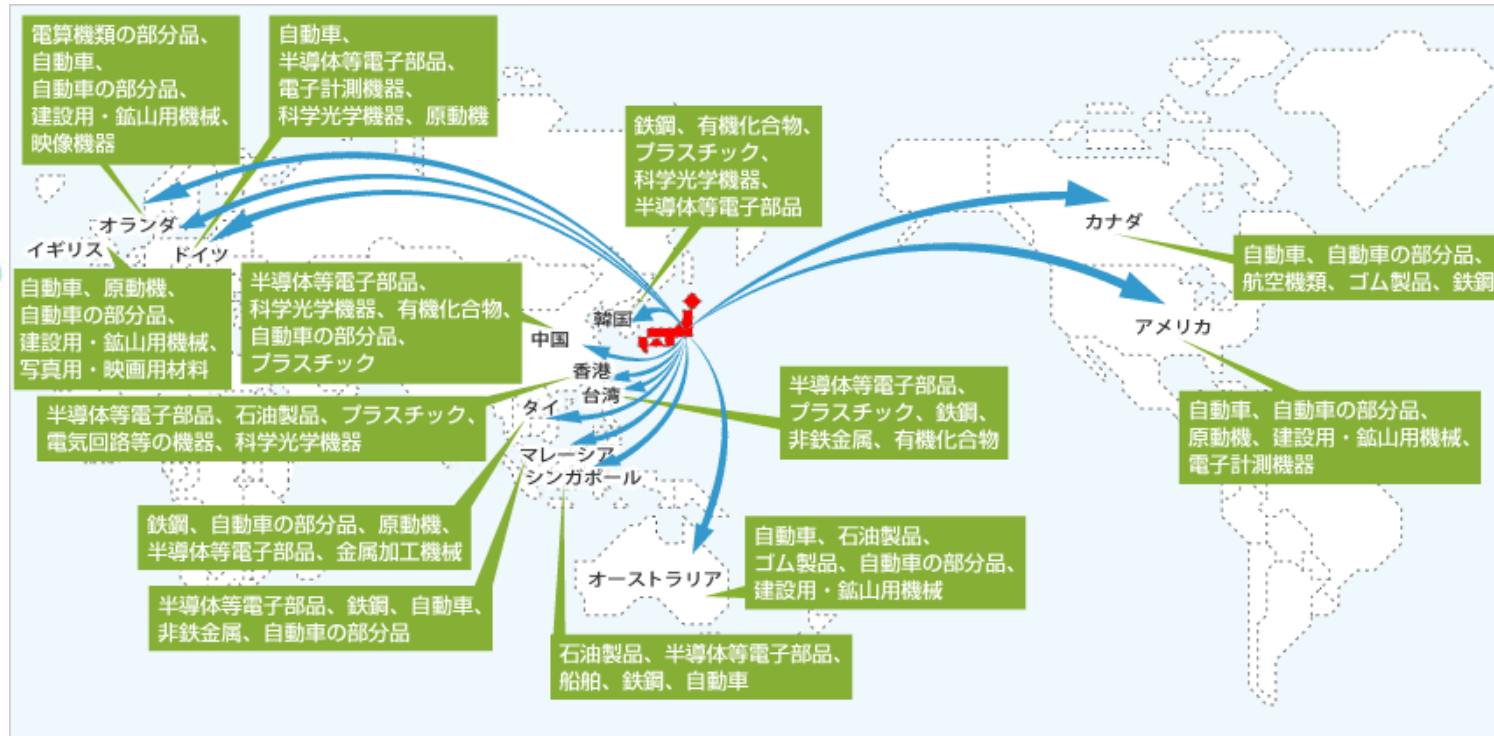 電算機類の部分品、
自動車、
自動車の部分品、
建設用・鉱山用機械、
映像機器
自動車、
半導体等電子部品、
電子計測機器、
科学光学機器、原動機
鉄鋼、有機化合物、
プラスチック、
科学光学機器、
半導体等電子部品
オランダ
イギリス
ドイツ
カナダ
自動車、自動車の部分品、
航空機類、ゴム製品、鉄鋼
自動車、原動機、
自動車の部分品、
建設用・鉱山用機械、
写真用・映画用材料
半導体等電子部品、
科学光学機器、有機化合物、
自動車の部分品、
プラスチック
韓国
中国
アメリカ
香港
台湾
タイ
半導体等電子部品、石油製品、プラスチック、
電気回路等の機器、科学光学機器
半導体等電子部品、
プラスチック、鉄鋼、
非鉄金属、有機化合物
自動車、自動車の部分品、
原動機、建設用・鉱山用機械、
電子計測機器
マレーシア
シンガポール
鉄鋼、自動車の部分品、原動機、
半導体等電子部品、金属加工機械
自動車、石油製品、
ゴム製品、自動車の部分品、
建設用・鉱山用機械
オーストラリア
半導体等電子部品、鉄鋼、自動車、
非鉄金属、自動車の部分品
石油製品、半導体等電子部品、
船舶、鉄鋼、自動車